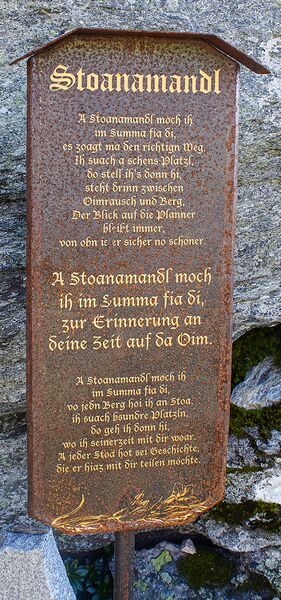 Stoanamandl
A Stoanamandl moch ih
im Summa fia di,
es zoagt ma den richtign Weg.
Ih suach a schens Platzl,
do stell ih's donn hi,
steht drinn zwischen
Oimrausch und Berg.
Der Blick auf die Planner
bleibt immer,
von obn is er sicher no schoner.
A Stoanamandl moch
ih im Summa fia di,
zur Erinnerung an
deine Zeit auf da Oim.
A Stoanamandl moch ih
im Summa fia di,
vo jedn Berg hoi ih an Stoa,
ih suach bsundre Platzln,
do geh ih donn hi,
wo ih seinerzeit mit dir woar.
A jeder Stoa hot sei Geschichte,
die er hiaz mit dir teilen möchte.